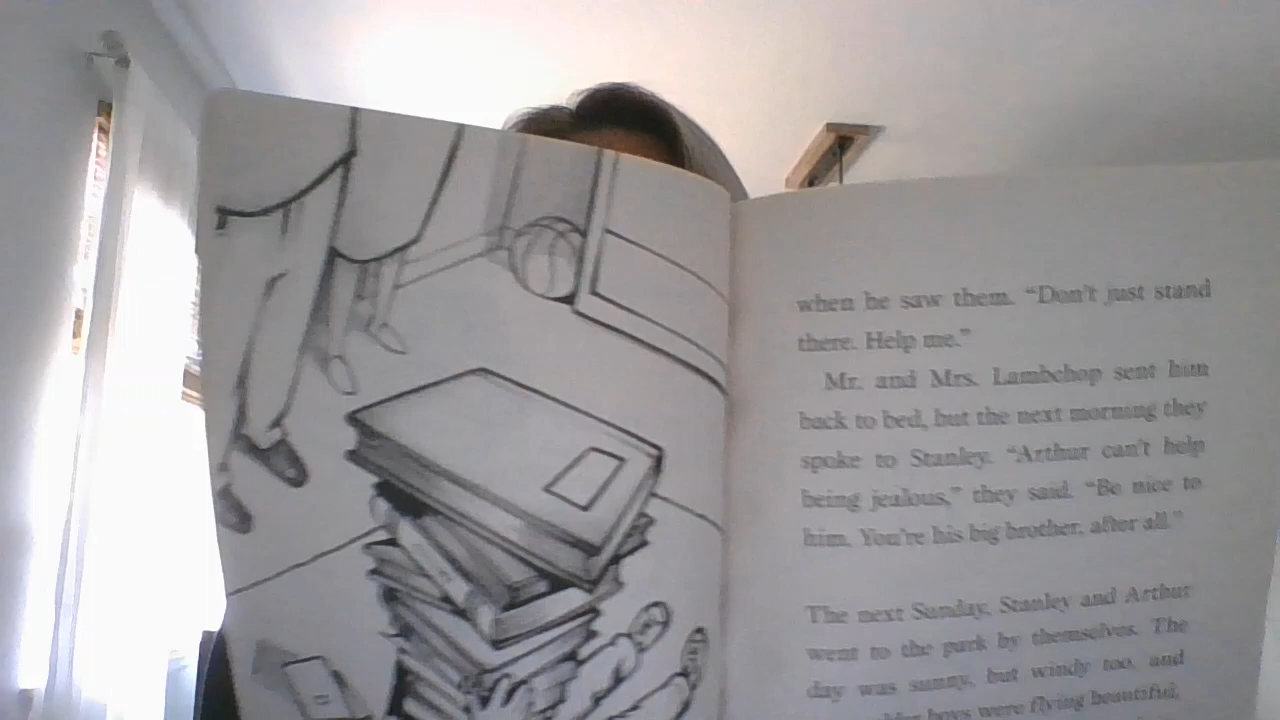 when he saw them. “Don’t just stand
there. Help me.”
Mr. and Mrs. Lambchop sent him
back to bed, but the next morning they
spoke to Stanley. “Arthur can’t help
being jealous,” they said. “Be nice to
him. You’re his big brother, after all.”
The next Sunday, Stanley and Arthur
went to the park by themselves. The
day was sunny, but windy too, and
boys were flying beautiful,